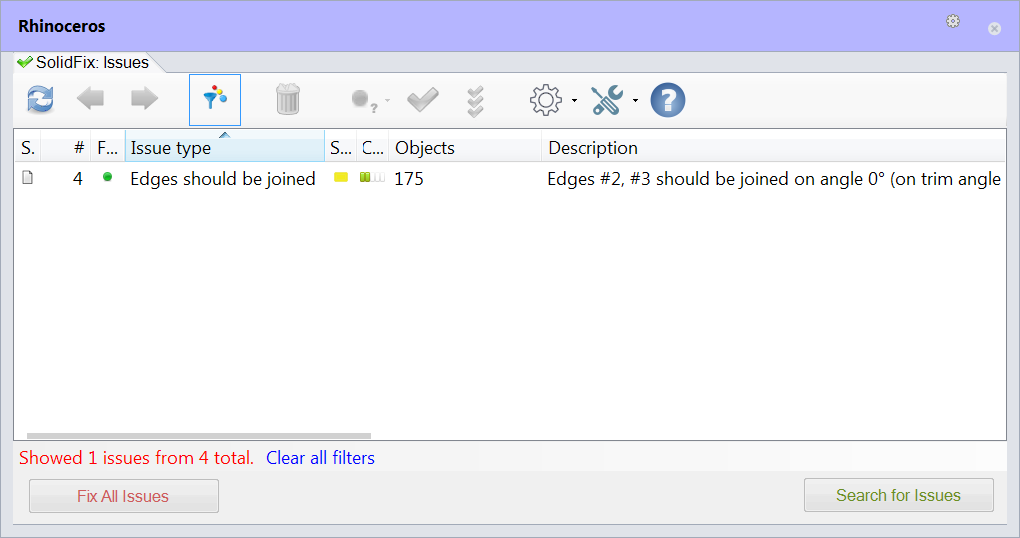 Rhinoceros
SolidFix: Issues
?
?
S. # F... Issue type S... C... Objects Description
4 Edges should be joined 175 Edges #2, #3 should be joined on angle 0° (on trim angle
Showed 1 issues from 4 total. Clear all filters
Fix All Issues Search for Issues